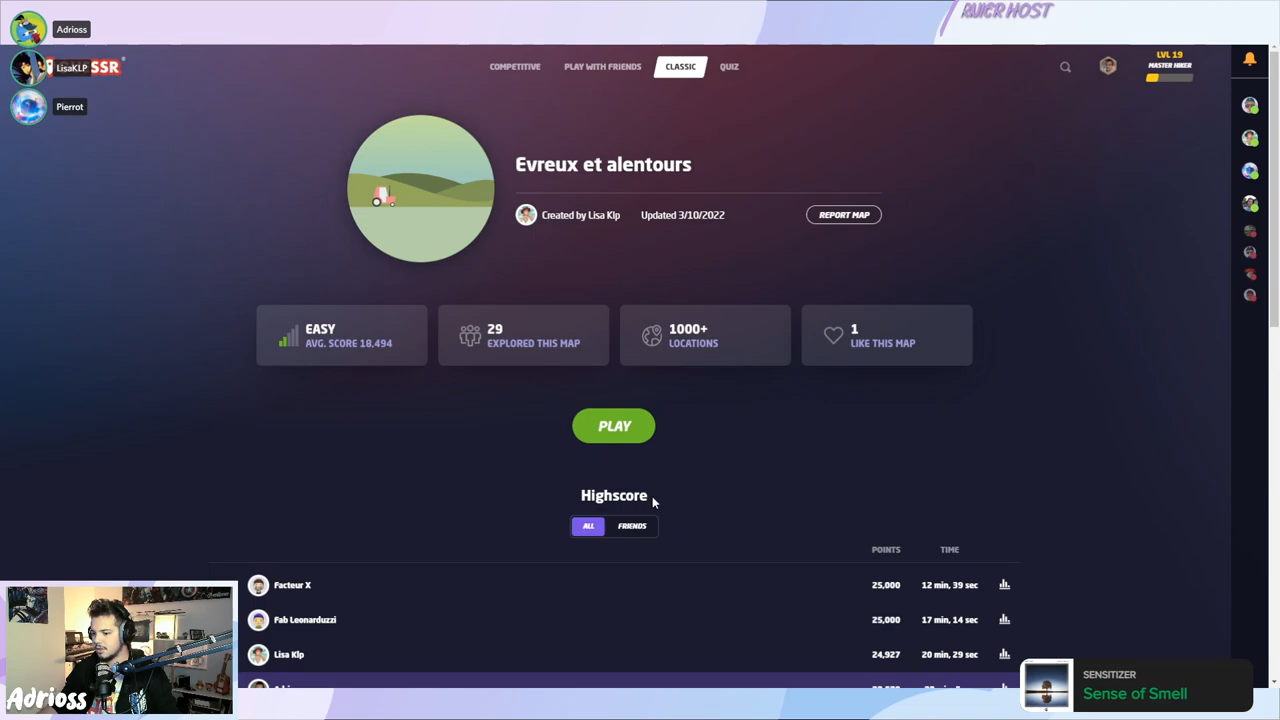 RAIDER HOST
Adrioss
LisaKLP
SSR
Pierrot
COMPETITIVE
PLAY WITH FRIENDS
CLASSIC
QUIZ
LVL 19
MASTER HIKER
Evreux et alentours
Created by Lisa Klp
Updated 3/10/2022
REPORT MAP
EASY
AVG. SCORE 18,494
29
EXPLORED THIS MAP
1000+
LOCATIONS
1
LIKE THIS MAP
PLAY
Highscore
ALL
FRIENDS
POINTS TIME
Facteur X 25,000 12 min, 39 sec
Fab Leonarduzzi 25,000 17 min, 14 sec
Lisa Klp 24,927 20 min, 29 sec
Adrioss
SENSITIZER
Sense of Smell